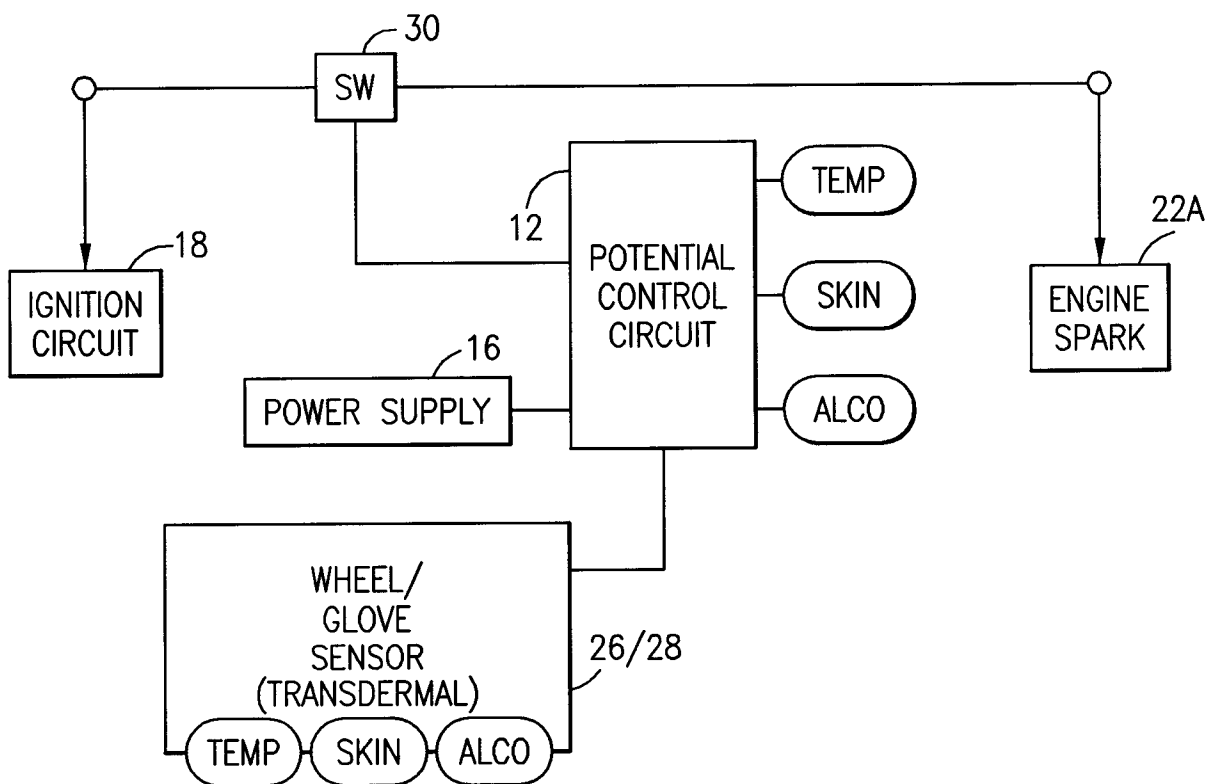 30
SW
12
TEMP
22A
18
POTENTIAL
CONTROL
CIRCUIT
SKIN
IGNITION
CIRCUIT
ENGINE
SPARK
16
POWER SUPPLY
ALCO
WHEEL/
GLOVE
SENSOR
(TRANSDERMAL)
26/28
TEMP
SKIN
ALCO